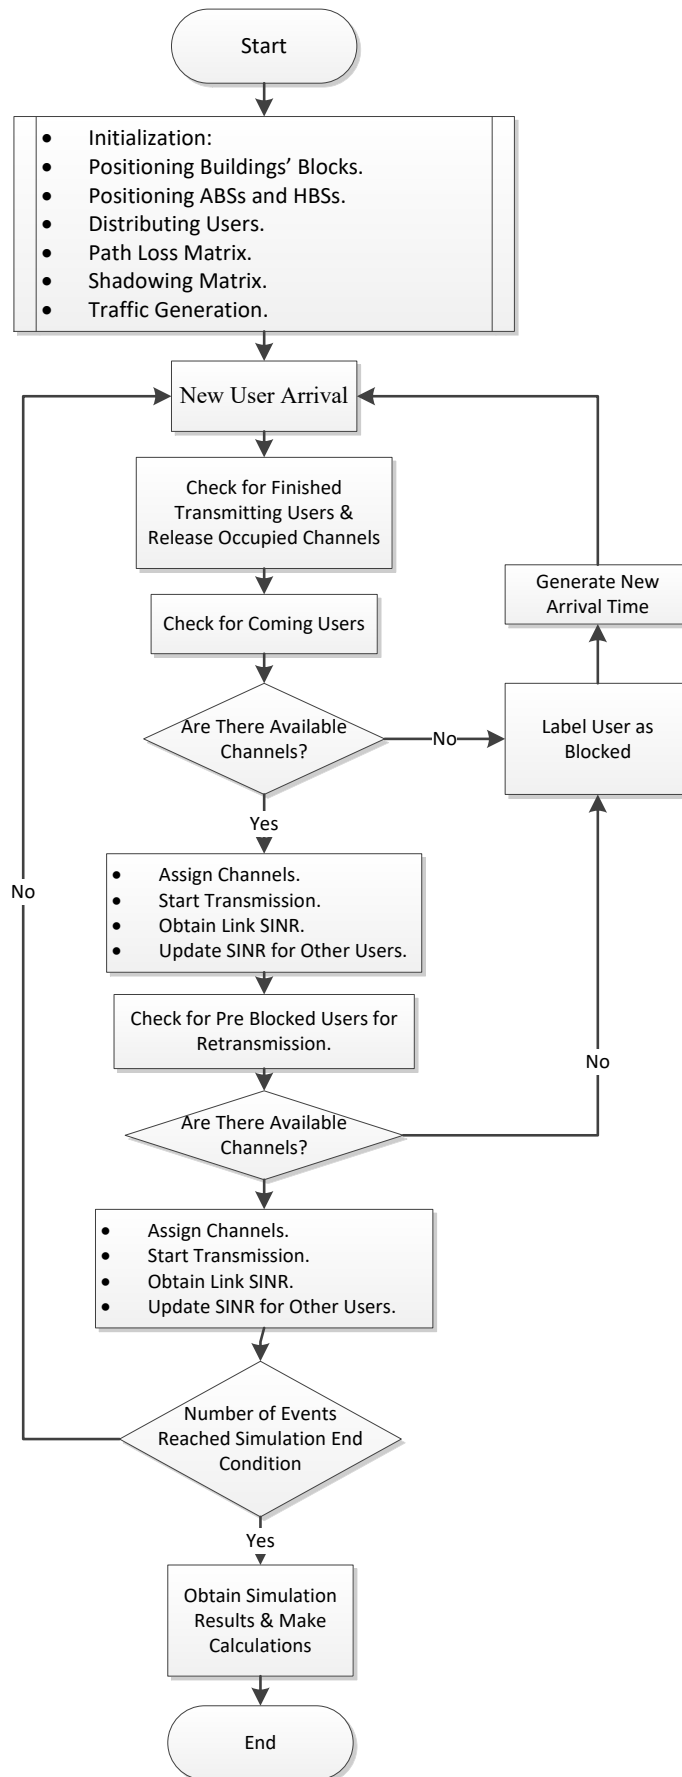 Start
• Initialization:
• Positioning Buildings’ Blocks.
• Positioning ABSs and HBSs.
• Distributing Users.
• Path Loss Matrix.
• Shadowing Matrix.
• Traffic Generation.
New User Arrival
Check for Finished
Transmitting Users &
Release Occupied Channels
Generate New
Arrival Time
Check for Coming Users
Are There Available
Channels?
No
Label User as
Blocked
Yes
• Assign Channels.
• Start Transmission.
• Obtain Link SINR.
• Update SINR for Other Users.
No
Check for Pre Blocked Users for
Retransmission.
No
Are There Available
Channels?
• Assign Channels.
• Start Transmission.
• Obtain Link SINR.
• Update SINR for Other Users.
Number of Events
Reached Simulation End
Condition
Yes
Obtain Simulation
Results & Make
Calculations
End